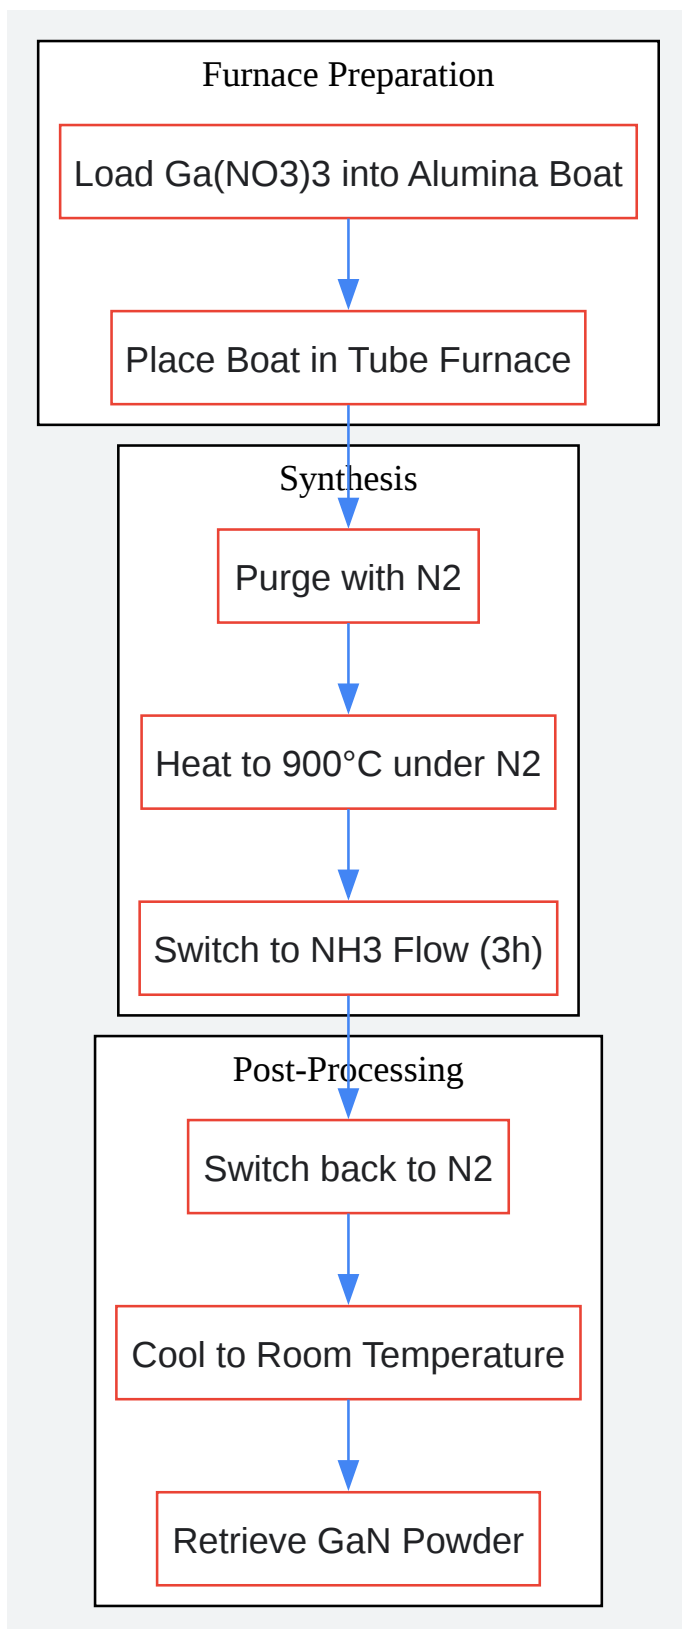 Furnace Preparation
Load Ga(NO3)3 into Alumina Boat
Place Boat in Tube Furnace
Synthesis
Purge with N2
Heat to 900°C under N2
Switch to NH3 Flow (3h)
Post-Processing
Switch back to N2
Cool to Room Temperature
Retrieve GaN Powder